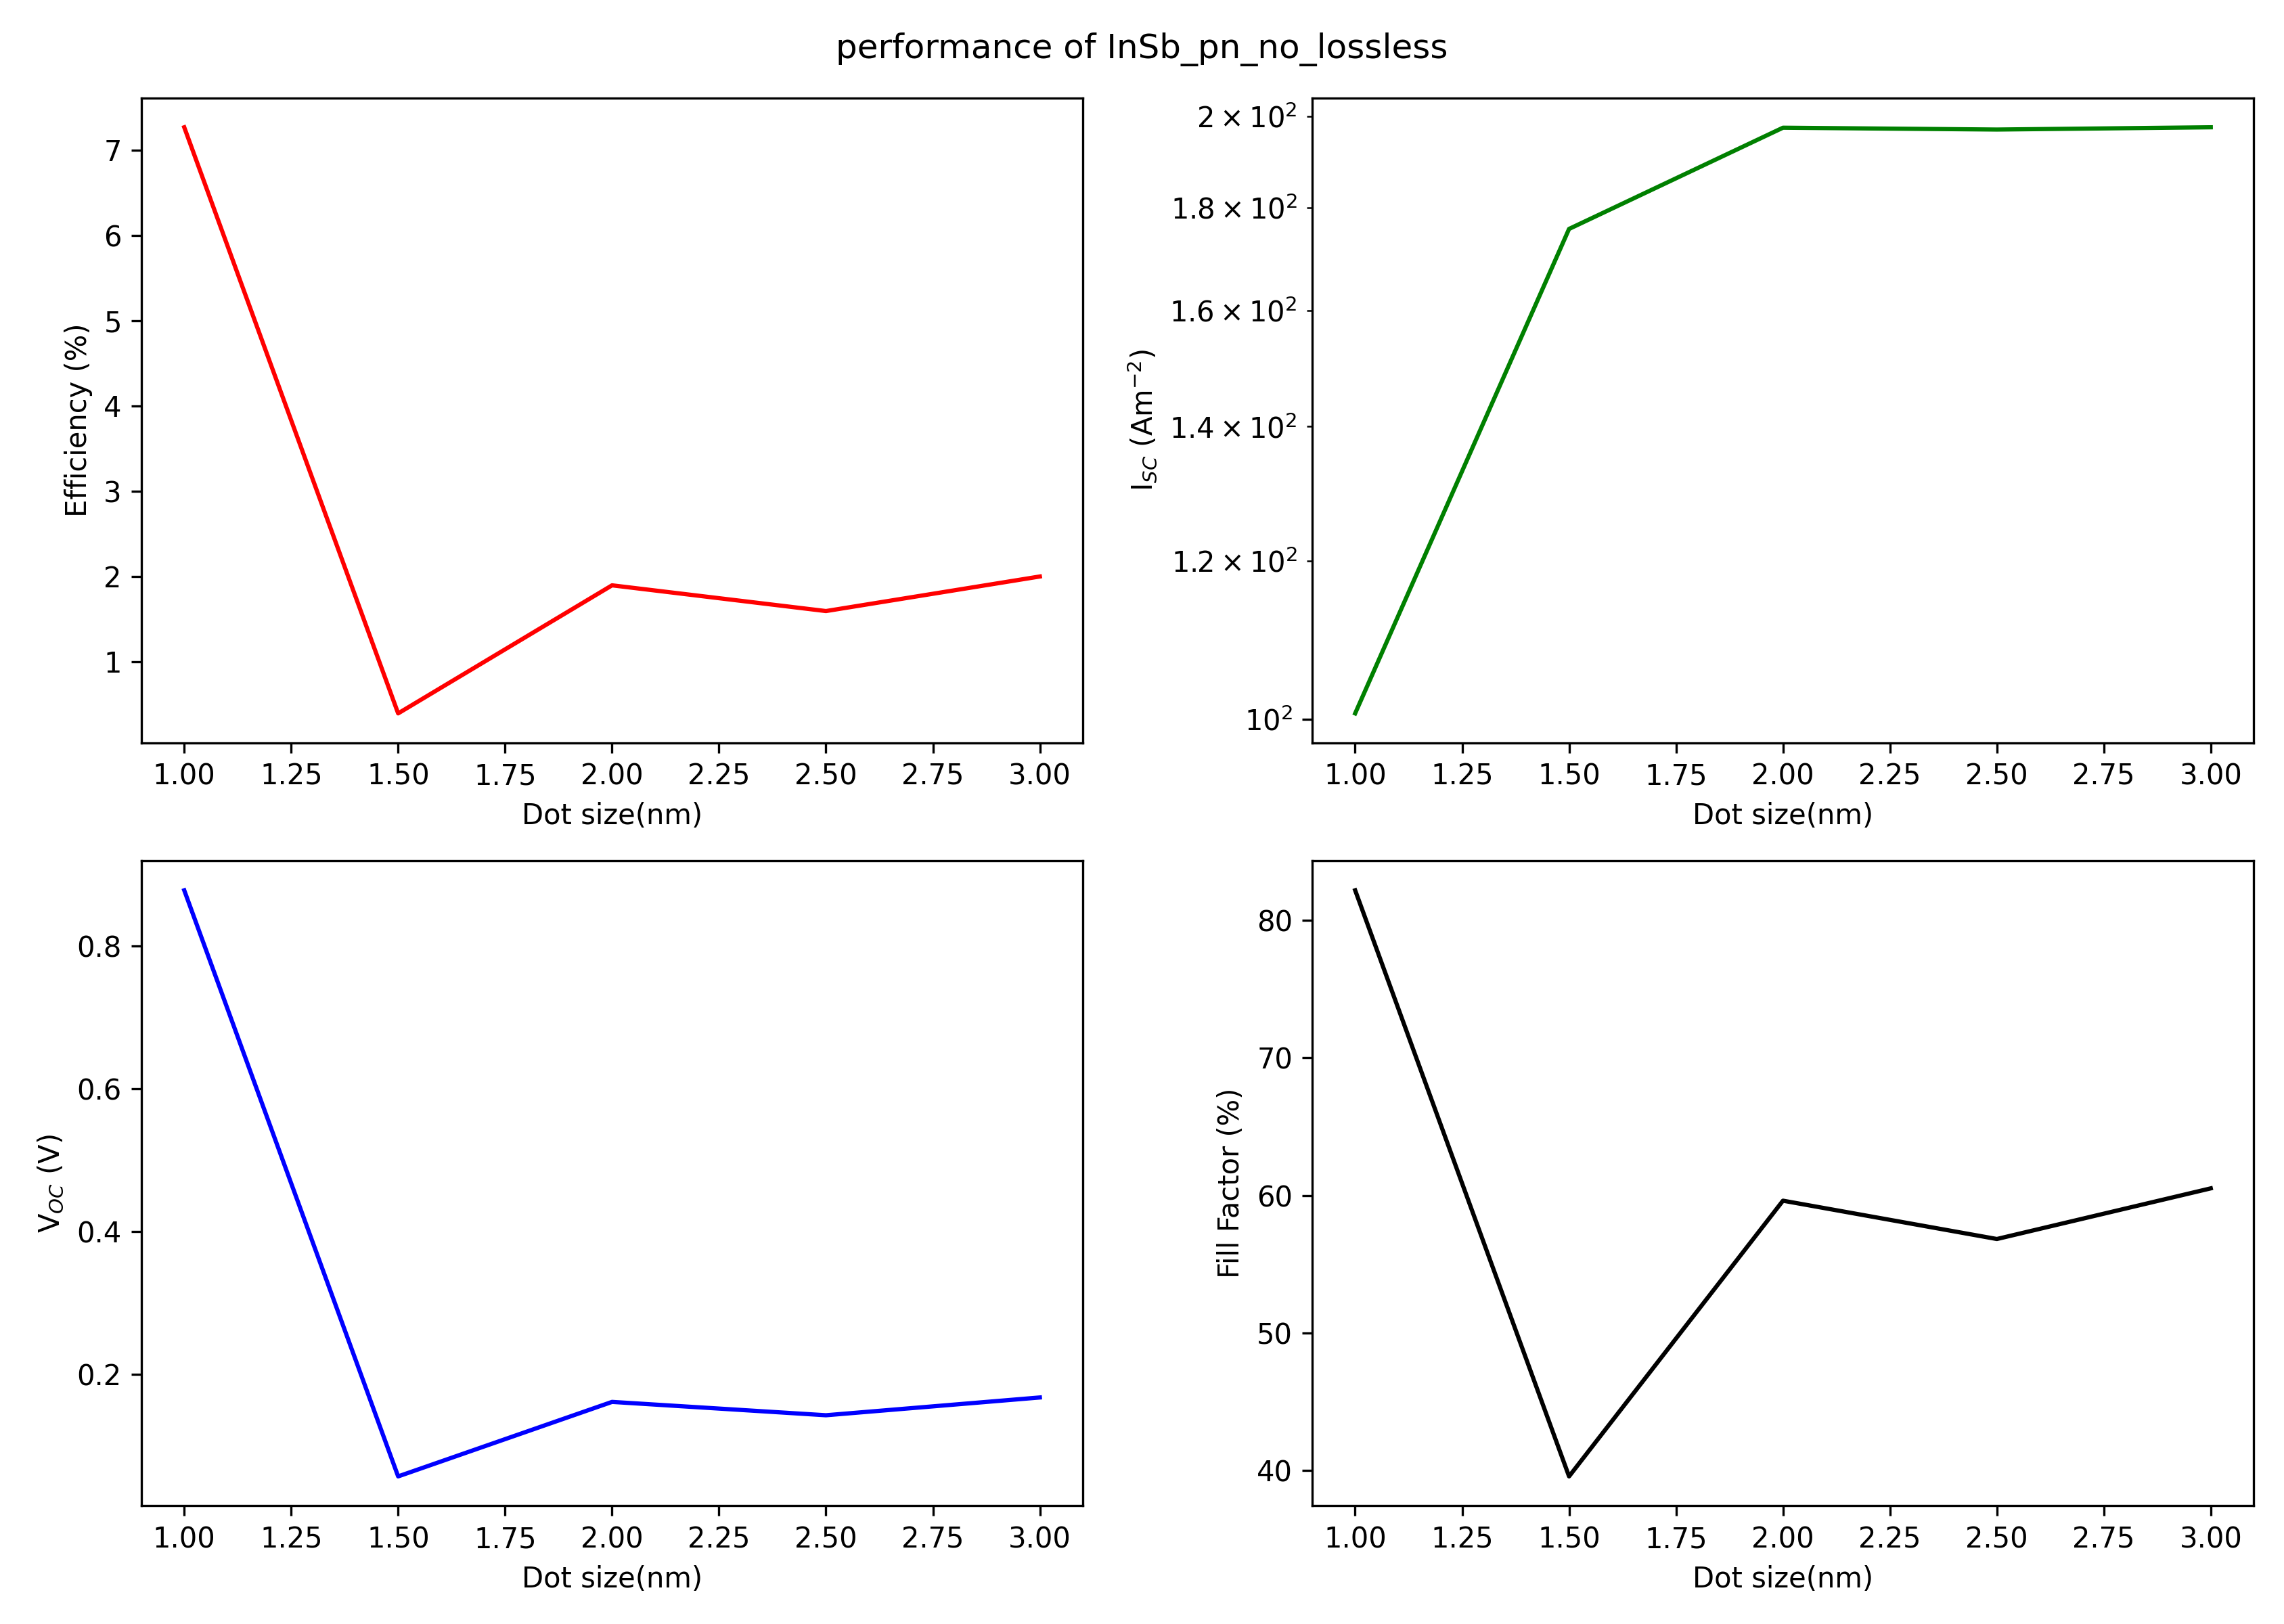 performance of InSb_pn_no_lossless
Efficiency (%)
7
6
5
4
3
2
1
1.00 1.25 1.50 1.75 2.00 2.25 2.50 2.75 3.00
Dot size(nm)
I$_{SC}$ (Am$^{-2}$)
2 × 10²
1.8 × 10²
1.6 × 10²
1.4 × 10²
1.2 × 10²
10²
1.00 1.25 1.50 1.75 2.00 2.25 2.50 2.75 3.00
Dot size(nm)
V$_{OC}$ (V)
0.8
0.6
0.4
0.2
1.00 1.25 1.50 1.75 2.00 2.25 2.50 2.75 3.00
Dot size(nm)
Fill Factor (%)
80
70
60
50
40
1.00 1.25 1.50 1.75 2.00 2.25 2.50 2.75 3.00
Dot size(nm)